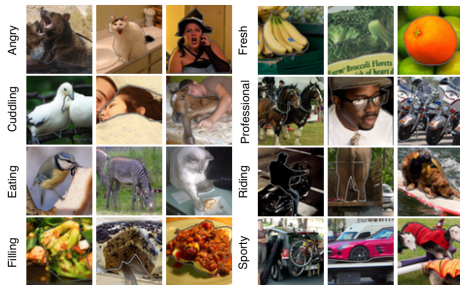 Angry
Cuddling
Eating
Filling
Fresh
Professional
Riding
Sporty
Broccoli Florets